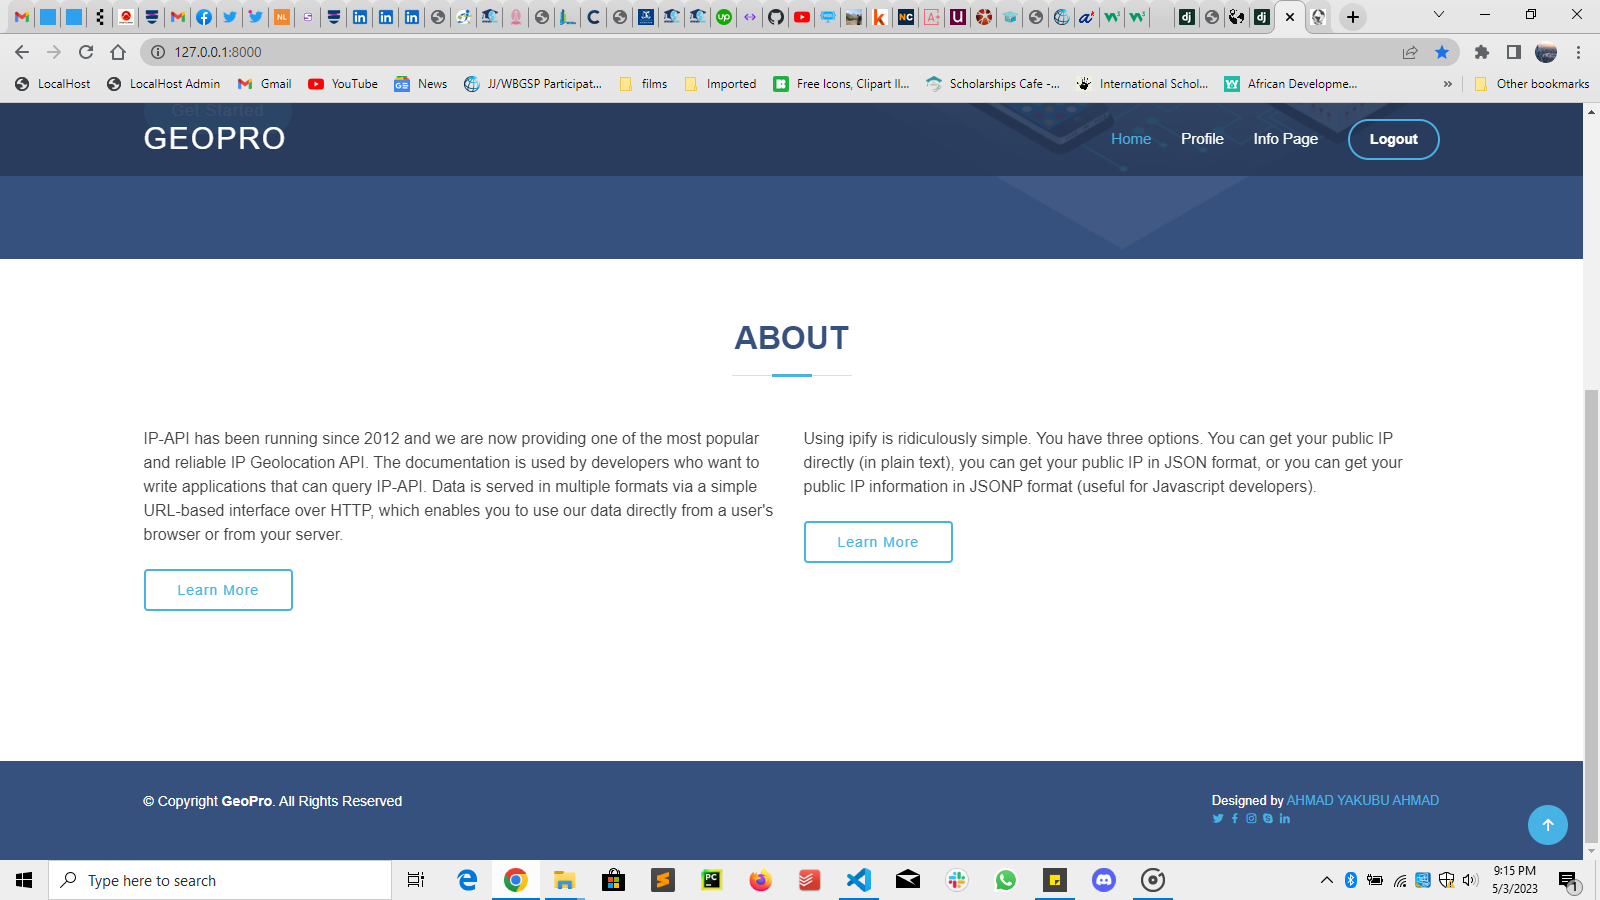 127.0.0.1:8000
LocalHost
LocalHost Admin
Gmail
YouTube
News
JJ/WBGSP Participat...
films
Imported
Free Icons, Clipart Il...
Scholarships Cafe -...
International Schol...
African Developme...
»
Other bookmarks
Get Started
GEOPRO
Home
Profile
Info Page
Logout
ABOUT
IP-API has been running since 2012 and we are now providing one of the most popular
and reliable IP Geolocation API. The documentation is used by developers who want to
write applications that can query IP-API. Data is served in multiple formats via a simple
URL-based interface over HTTP, which enables you to use our data directly from a user's
browser or from your server.
Learn More
Using ipify is ridiculously simple. You have three options. You can get your public IP
directly (in plain text), you can get your public IP in JSON format, or you can get your
public IP information in JSONP format (useful for Javascript developers).
Learn More
© Copyright GeoPro. All Rights Reserved
Designed by AHMAD YAKUBU AHMAD
Type here to search
9:15 PM
5/3/2023
1